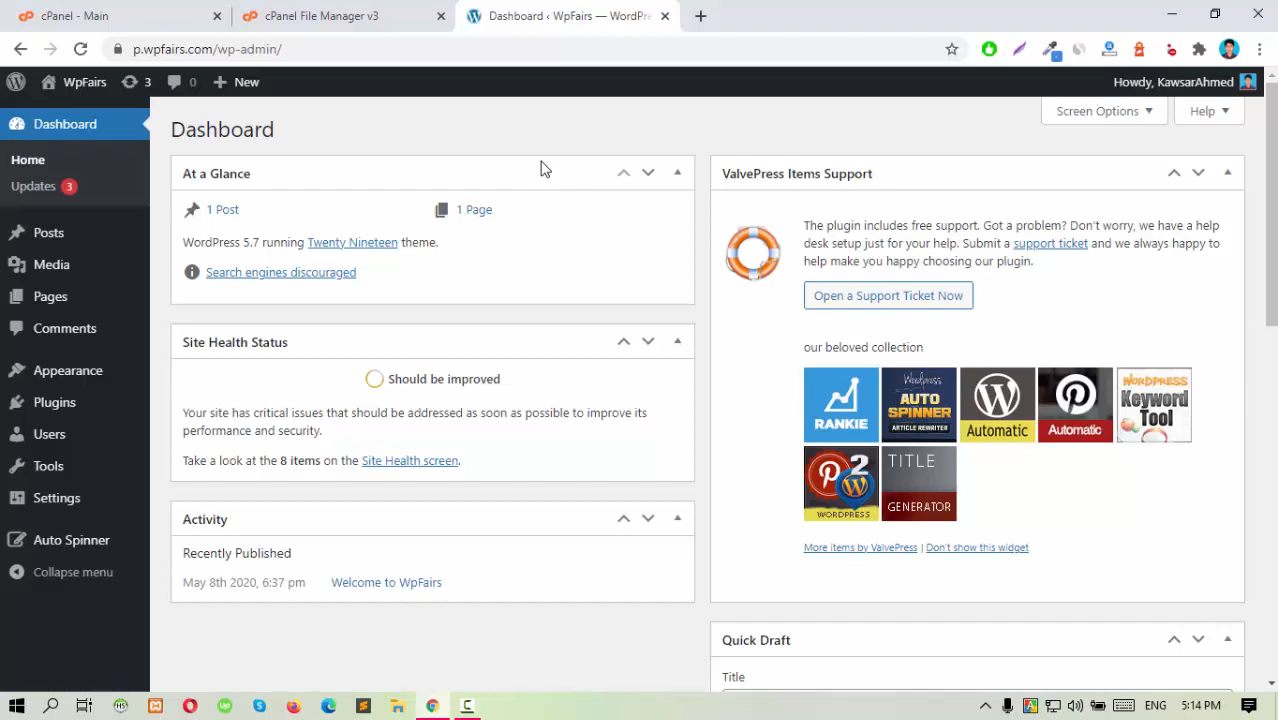 cPanel - Main
cPanel File Manager v3
Dashboard ‹ WpFairs — WordPre
p.wpfairs.com/wp-admin/
WpFairs
3
0
New
Howdy, KawsarAhmed
Dashboard
Home
Updates 3
Posts
Media
Pages
Comments
Appearance
Plugins
Users
Tools
Settings
Auto Spinner
Collapse menu
Dashboard
Screen Options
Help
At a Glance
1 Post
1 Page
WordPress 5.7 running Twenty Nineteen theme.
Search engines discouraged
Site Health Status
Should be improved
Your site has critical issues that should be addressed as soon as possible to improve its
performance and security.
Take a look at the 8 items on the Site Health screen.
Activity
Recently Published
May 8th 2020, 6:37 pm
Welcome to WpFairs
ValvePress Items Support
The plugin includes free support. Got a problem? Don't worry, we have a help
desk setup just for your help. Submit a support ticket and we always happy to
help make you happy choosing our plugin.
Open a Support Ticket Now
our beloved collection
RANKIE
Wordpress
AUTO
SPINNER
ARTICLE REWRITER
Automatic
Automatic
WORDPRESS
Keyword
Tool
2
WORDPRESS
TITLE
GENERATOR
More items by ValvePress | Don't show this widget
Quick Draft
Title
ENG
5:14 PM